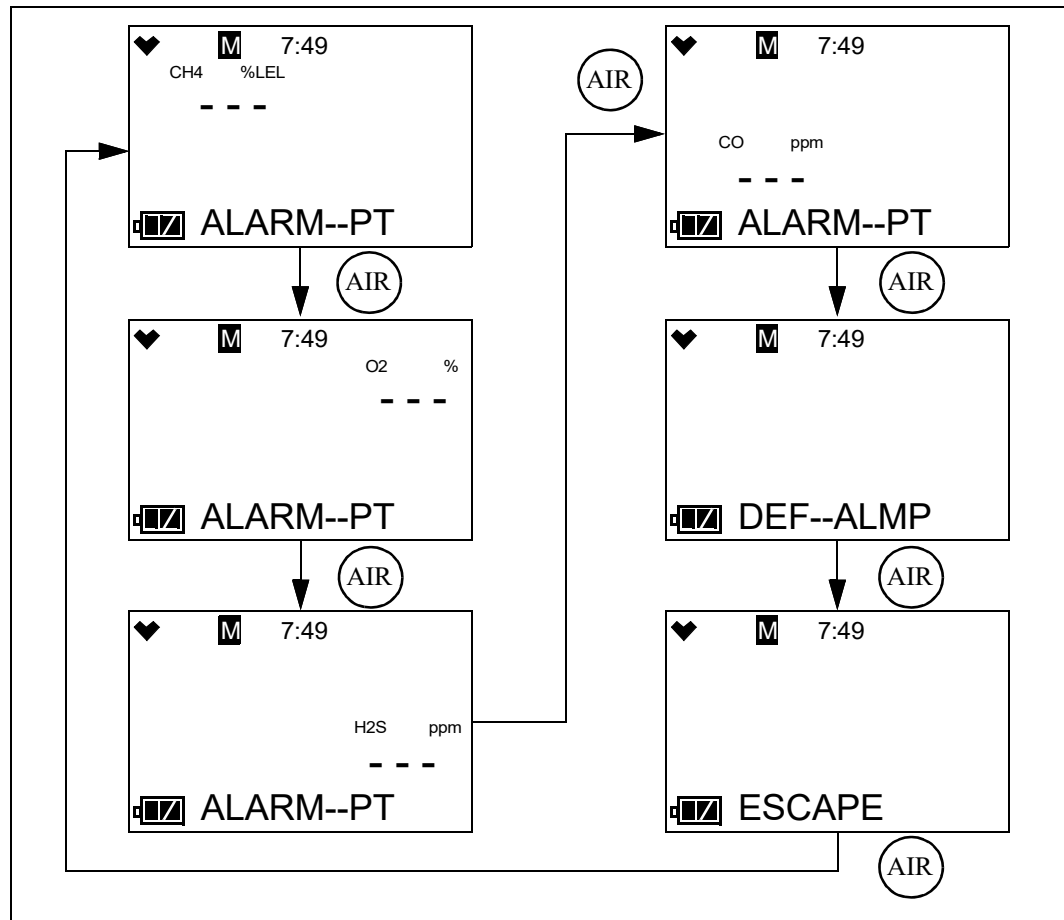 M 7:49
CH4 %LEL
- - -
ALARM--PT
AIR
M 7:49
O2 %
- - -
ALARM--PT
AIR
M 7:49
H2S ppm
- - -
ALARM--PT
AIR
M 7:49
CO ppm
- - -
ALARM--PT
AIR
M 7:49
DEF--ALMP
AIR
M 7:49
ESCAPE
AIR